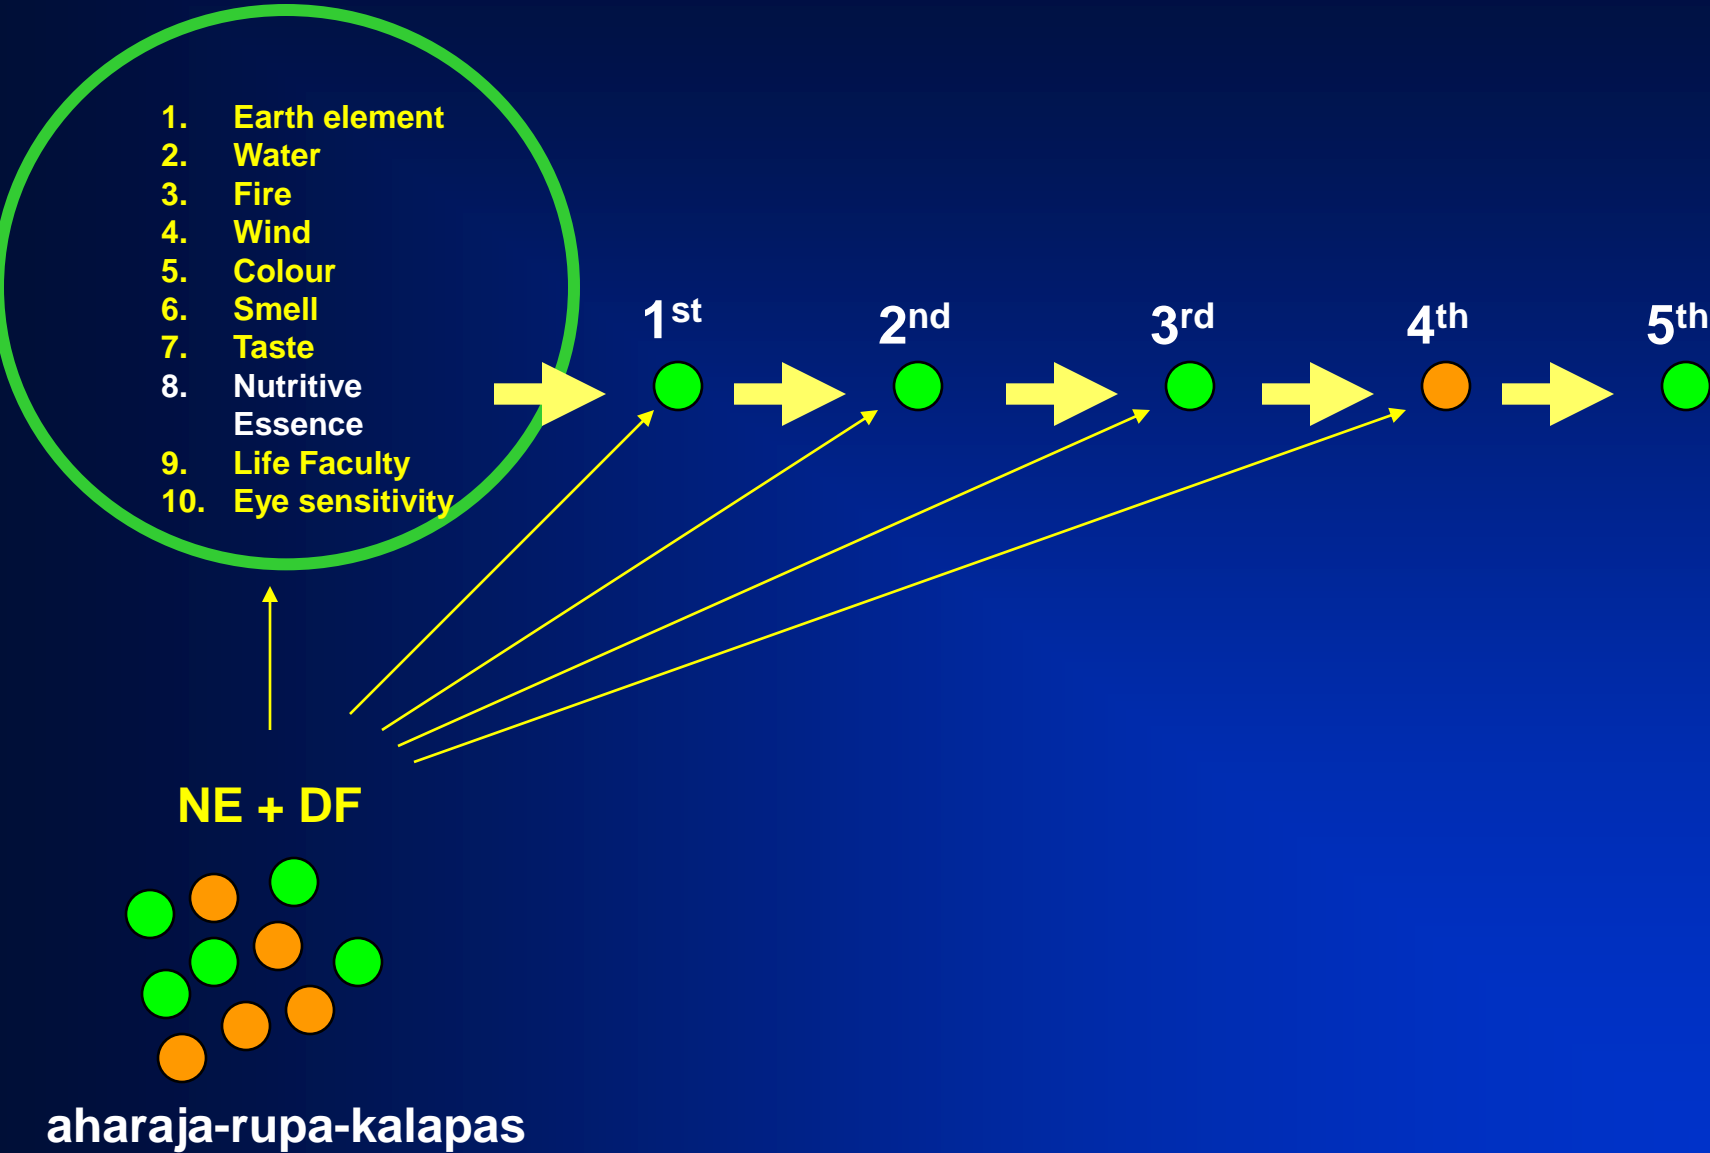 1. Earth element
2. Water
3. Fire
4. Wind
5. Colour
6. Smell
7. Taste
8. Nutritive
Essence
9. Life Faculty
10. Eye sensitivity
1st 2nd 3rd 4th 5th
NE + DF
aharaja-rupa-kalapas